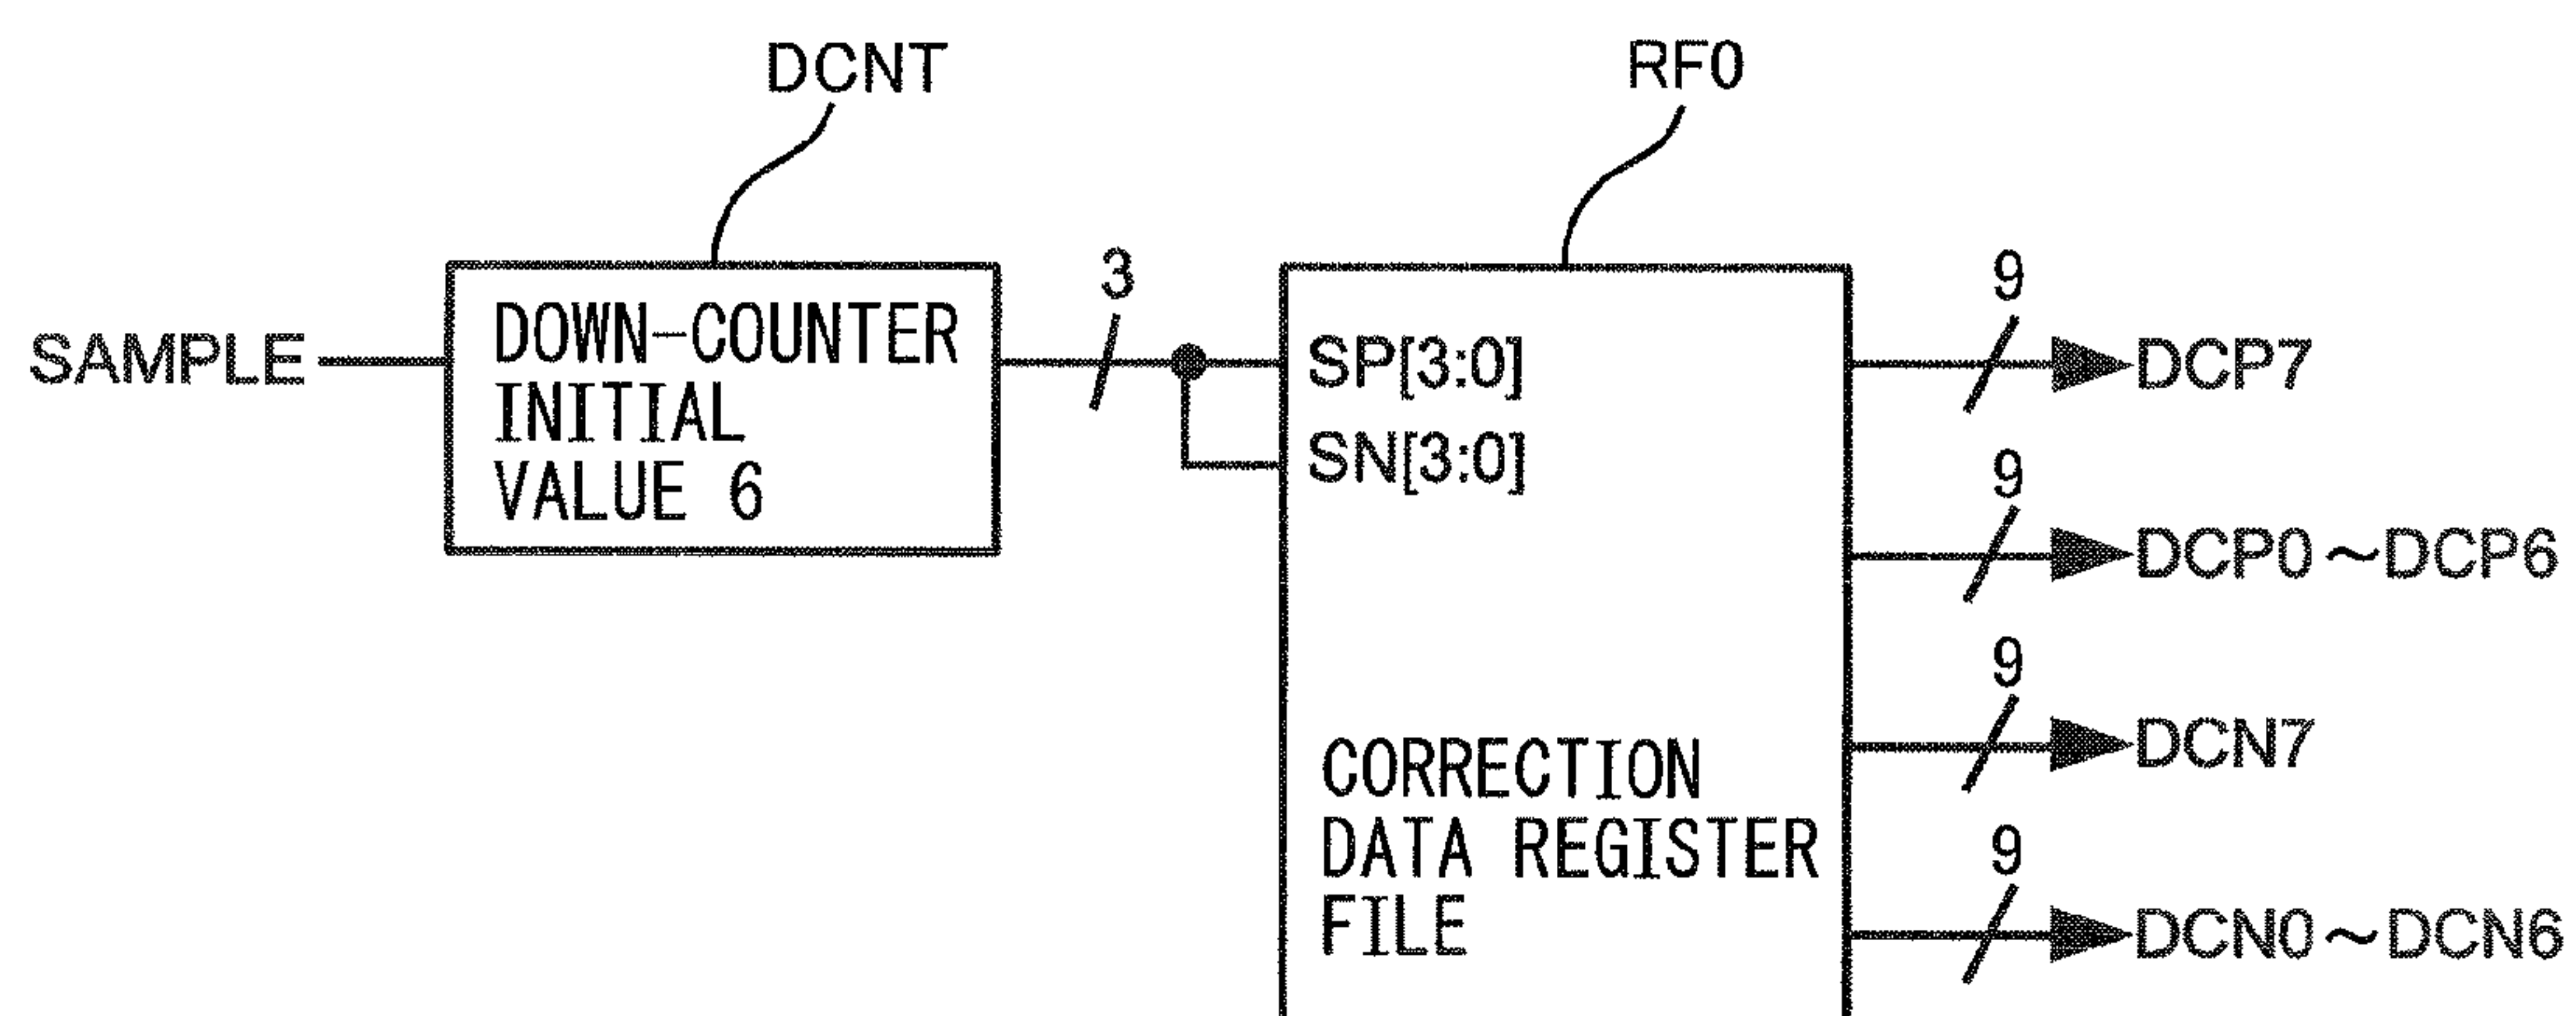 DCNT
RF0
SAMPLE
DOWN-COUNTER
INITIAL
VALUE 6
3
SP[3:0]
SN[3:0]
CORRECTION
DATA REGISTER
FILE
9
DCP7
9
DCP0~DCP6
9
DCN7
9
DCN0~DCN6